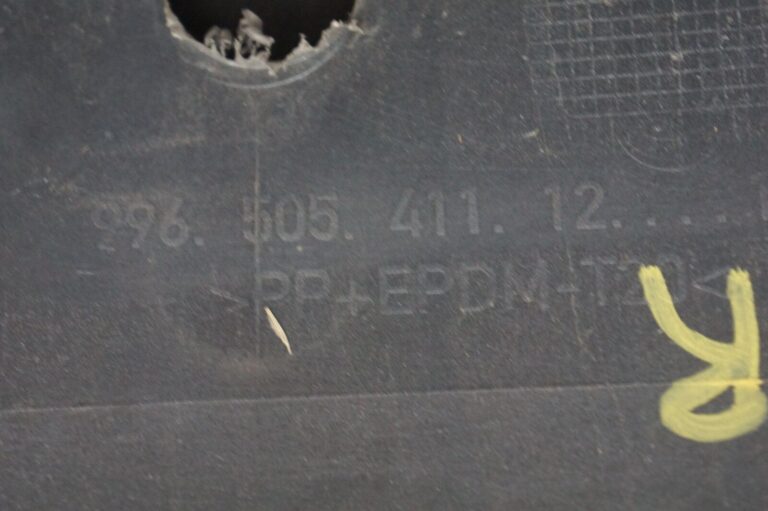 996. 505. 411. 12.....
>PP+EPDM-T20<
R